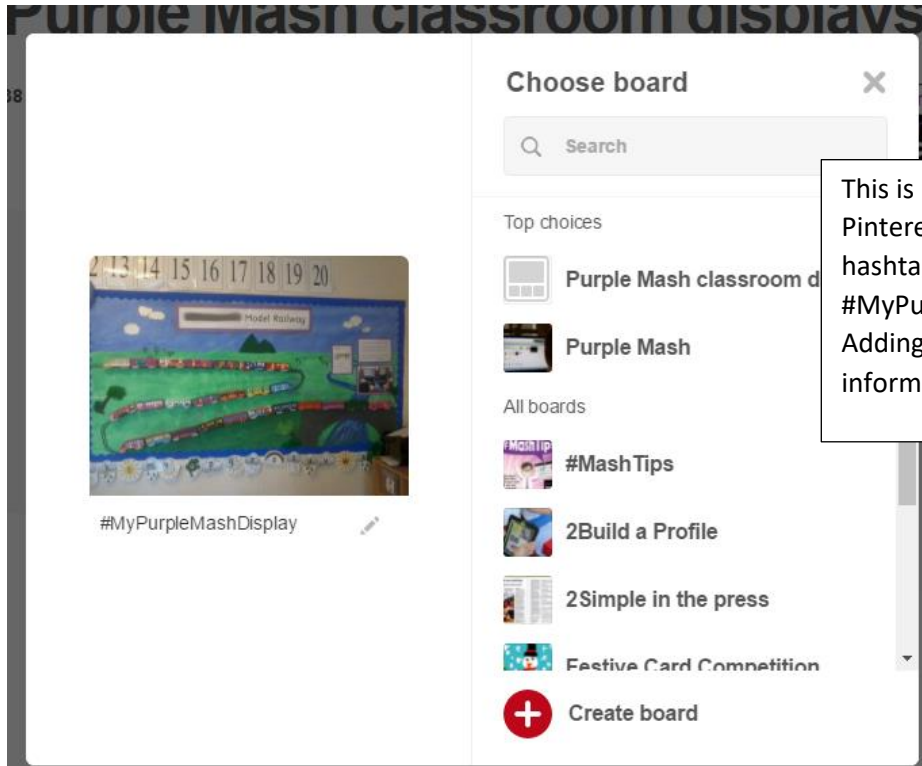 Purple Mash classroom displays
38
Choose board
Search
Top choices
Purple Mash classroom d
Purple Mash
All boards
#MashTips
2Build a Profile
2Simple in the press
Festive Card Competition
Create board
This is
Pintere
hashta
#MyPu
Adding
inform
13 14 15 16 17 18 19 20
Model Railway
#MyPurpleMashDisplay